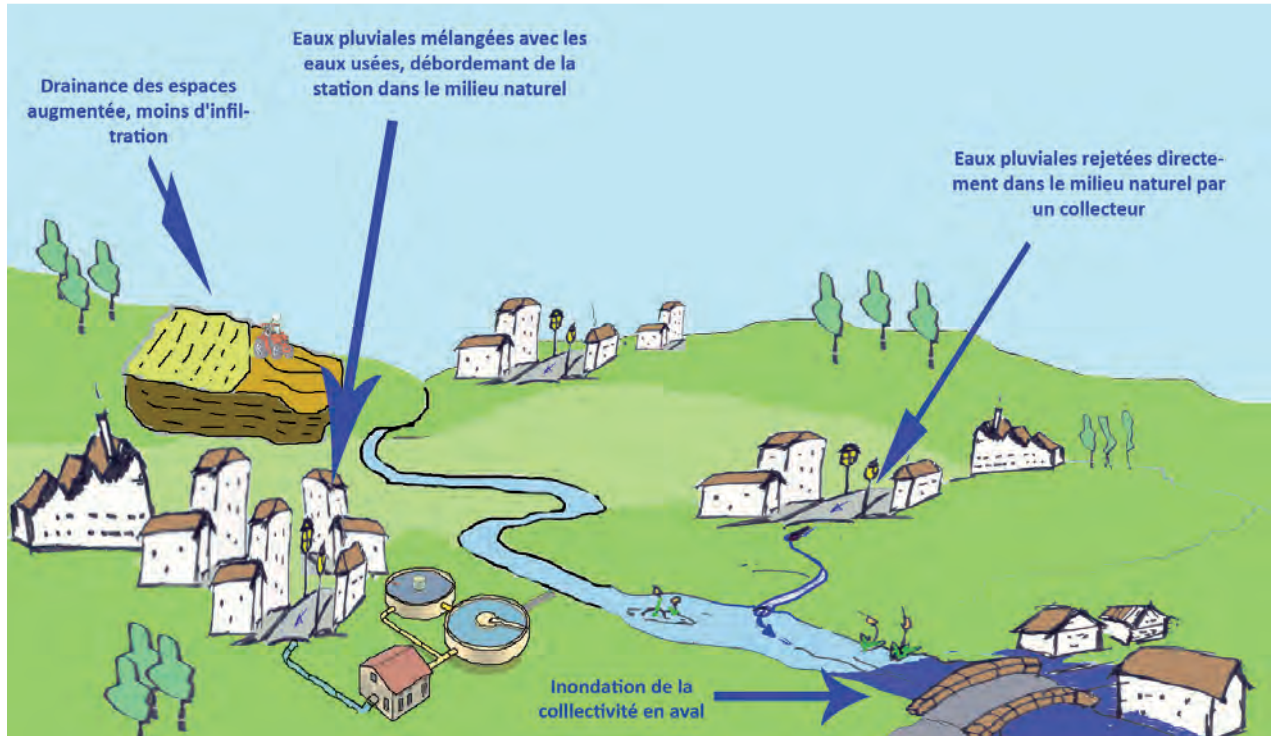 Eaux pluviales mélangées avec les
eaux usées, débordemant de la
station dans le milieu naturel
Drainance des espaces
augmentée, moins d'infil-
tration
Eaux pluviales rejetées directe-
ment dans le milieu naturel par
un collecteur
Inondation de la
colllectivité en aval